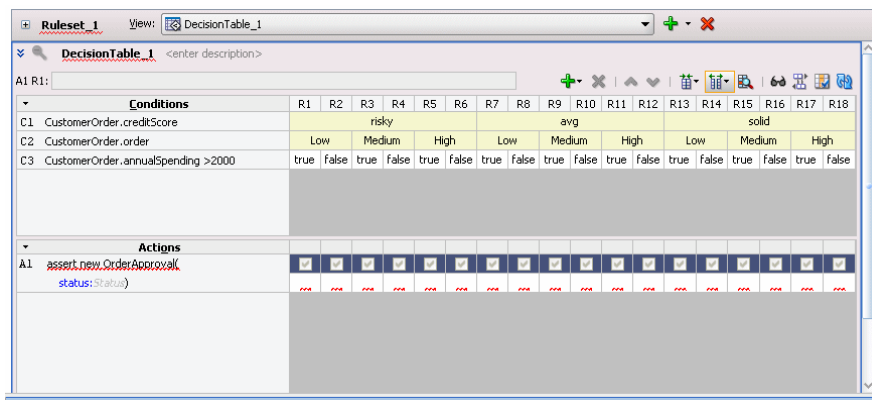 Ruleset_1 View: DecisionTable_1
DecisionTable_1 <enter description>
A1 R1:
Conditions R1 R2 R3 R4 R5 R6 R7 R8 R9 R10 R11 R12 R13 R14 R15 R16 R17 R18
C1 CustomerOrder.creditScore risky avg solid
C2 CustomerOrder.order Low Medium High Low Medium High Low Medium High
C3 CustomerOrder.annualSpending >2000 true false true false true false true false true false true false true false true false true false
Actions
A1 assert new OrderApproval(
status:Status)